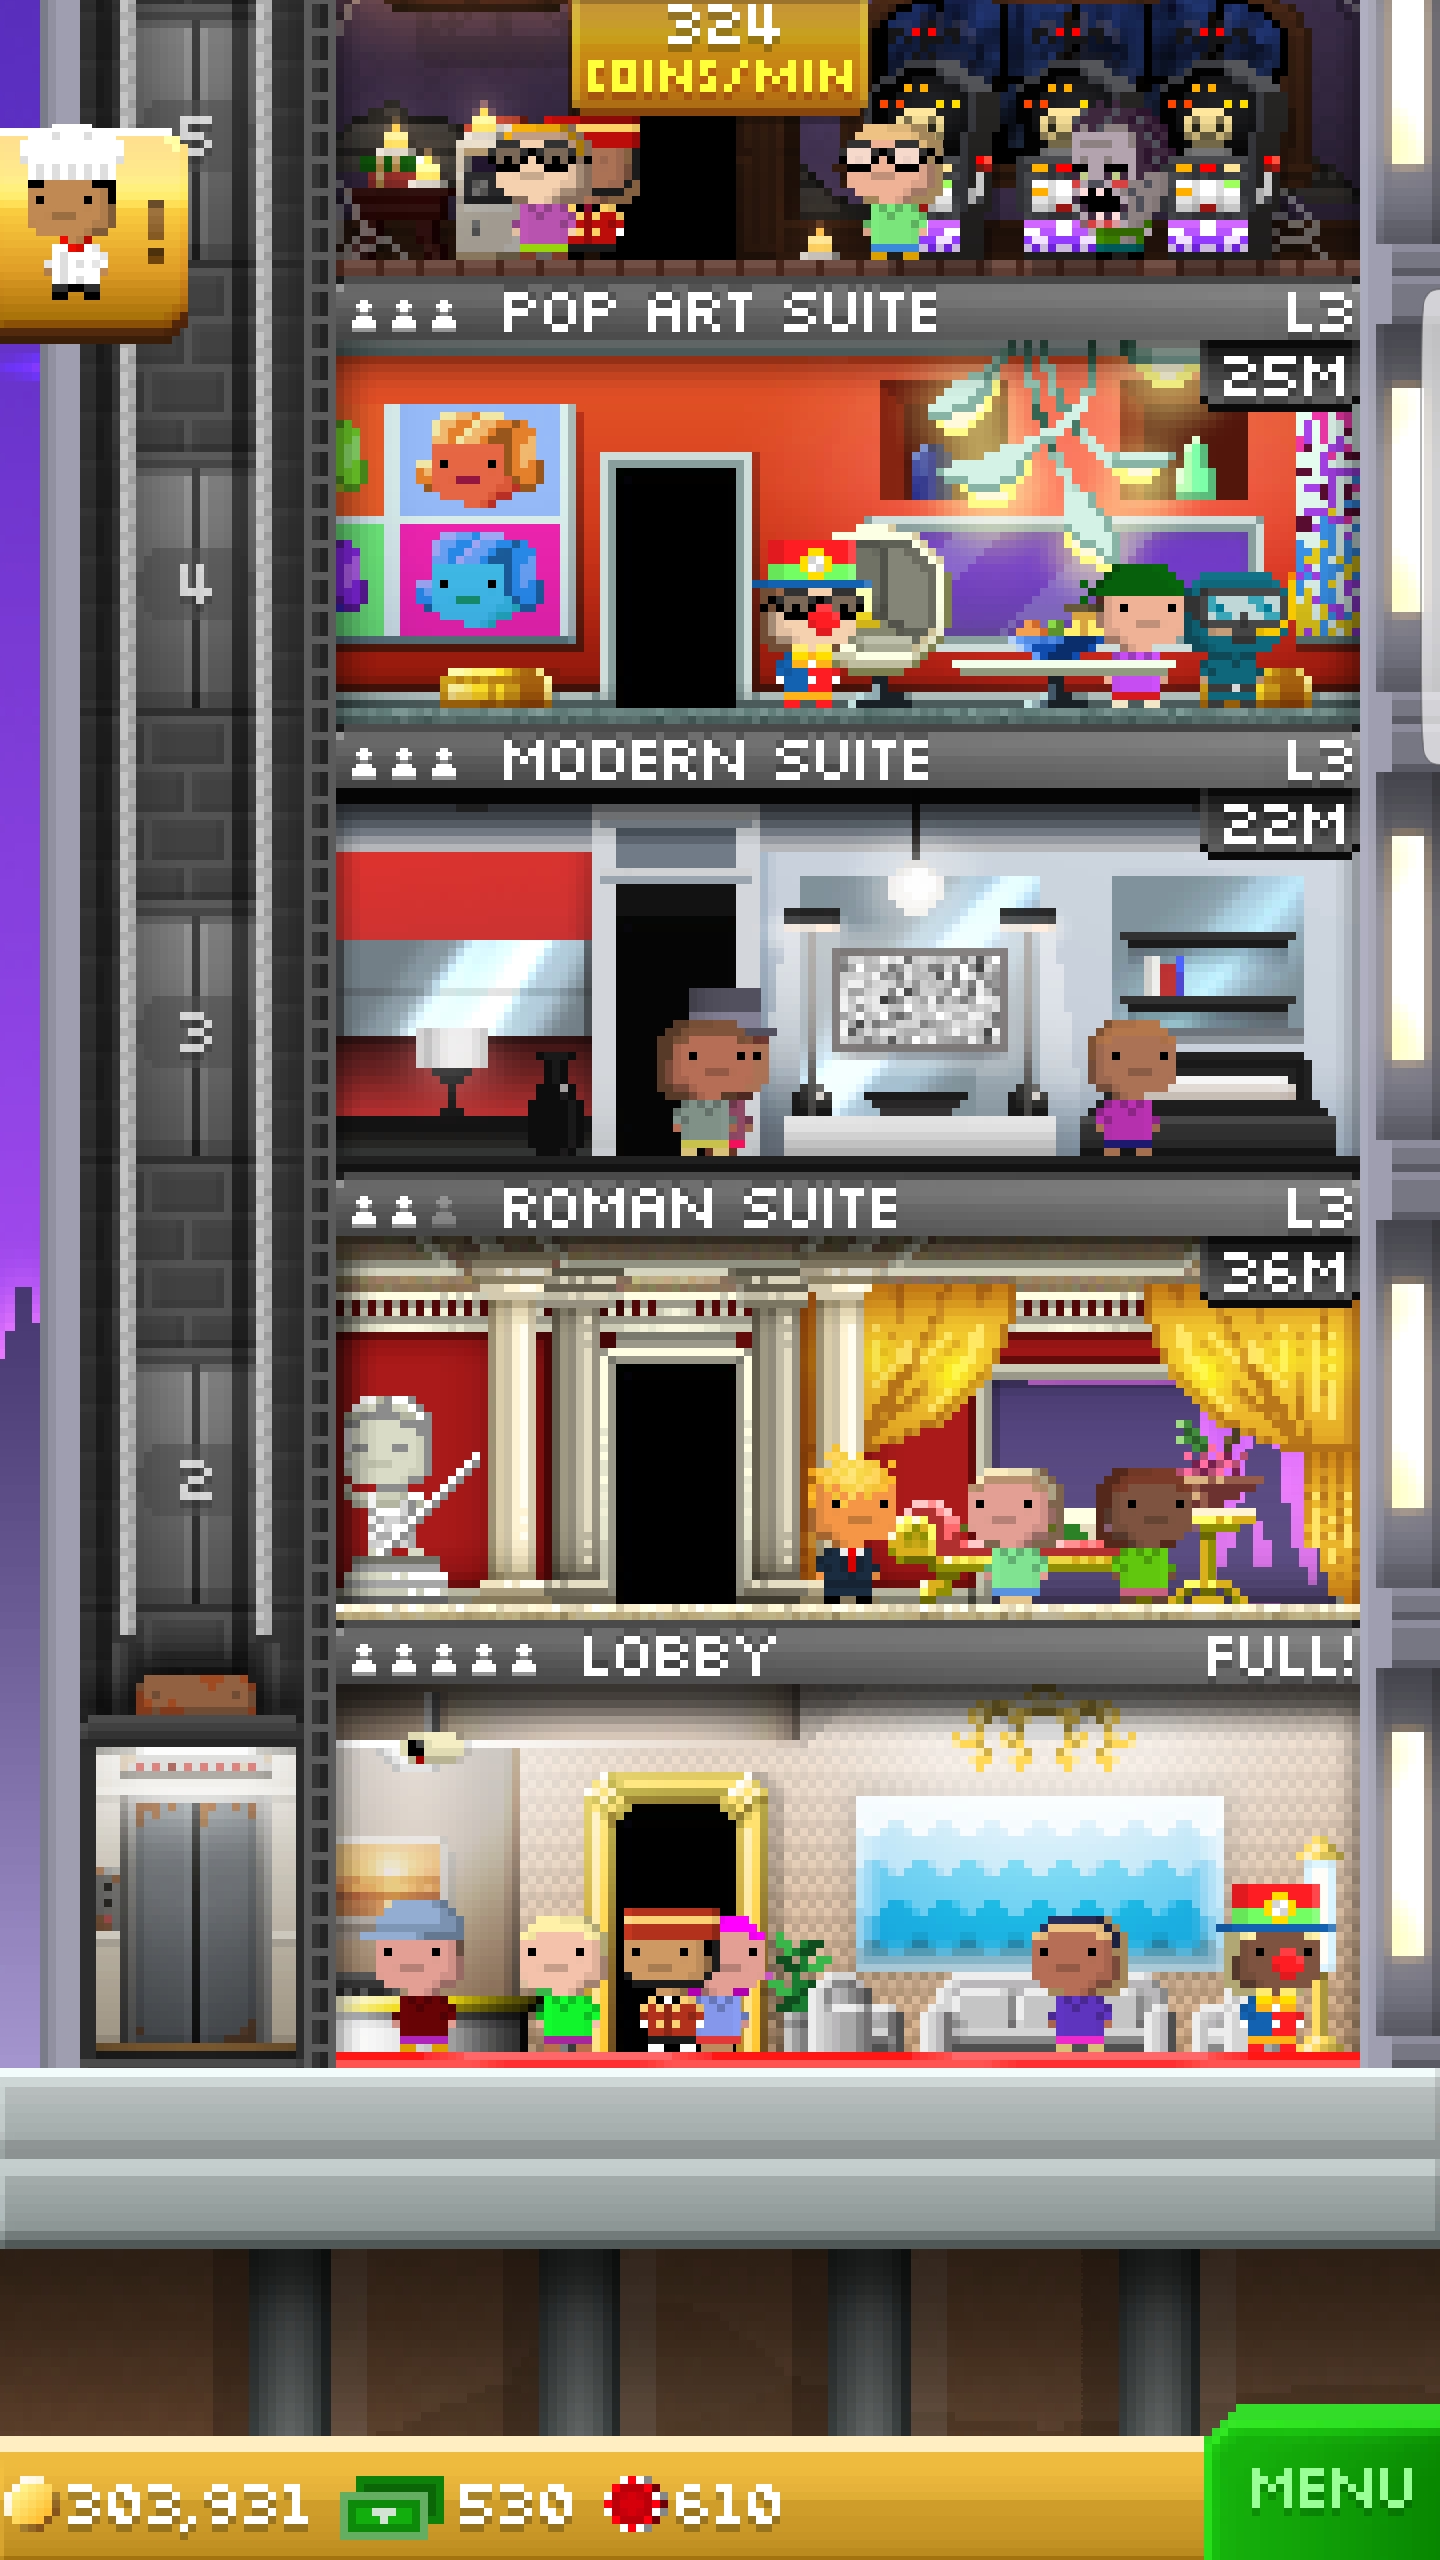 324
COINS/MIN
5
!
POP ART SUITE L3
25M
4
MODERN SUITE L3
22M
3
ROMAN SUITE L3
36M
2
LOBBY FULL!
303,931 530 610
MENU